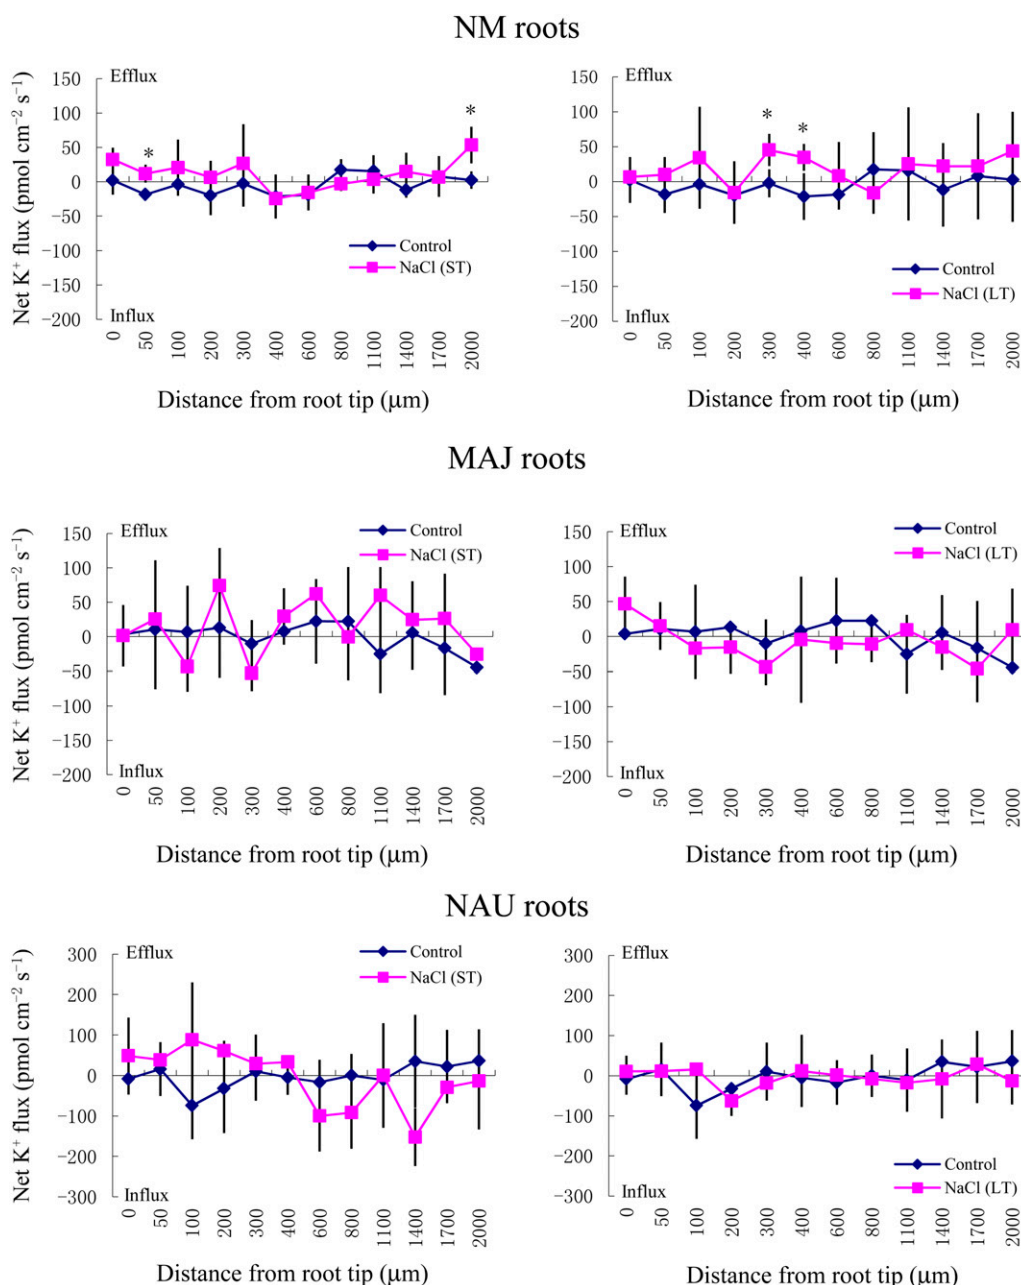 NM roots
Net K⁺ flux (pmol cm⁻² s⁻¹)
150
100
50
0
−50
−100
−150
−200
Efflux
*
*
Control
NaCl (ST)
Influx
0 50 100 200 300 400 600 800 1100 1400 1700 2000
Distance from root tip (μm)
150
100
50
0
−50
−100
−150
−200
Efflux
* *
Control
NaCl (LT)
Influx
0 50 100 200 300 400 600 800 1100 1400 1700 2000
Distance from root tip (μm)
MAJ roots
Net K⁺ flux (pmol cm⁻² s⁻¹)
150
100
50
0
−50
−100
−150
−200
Efflux
Control
NaCl (ST)
Influx
0 50 100 200 300 400 600 800 1100 1400 1700 2000
Distance from root tip (μm)
150
100
50
0
−50
−100
−150
−200
Efflux
Control
NaCl (LT)
Influx
0 50 100 200 300 400 600 800 1100 1400 1700 2000
Distance from root tip (μm)
NAU roots
Net K⁺ flux (pmol cm⁻² s⁻¹)
300
200
100
0
−100
−200
−300
Efflux
Control
NaCl (ST)
Influx
0 50 100 200 300 400 600 800 1100 1400 1700 2000
Distance from root tip (μm)
300
200
100
0
−100
−200
−300
Efflux
Control
NaCl (LT)
Influx
0 50 100 200 300 400 600 800 1100 1400 1700 2000
Distance from root tip (μm)